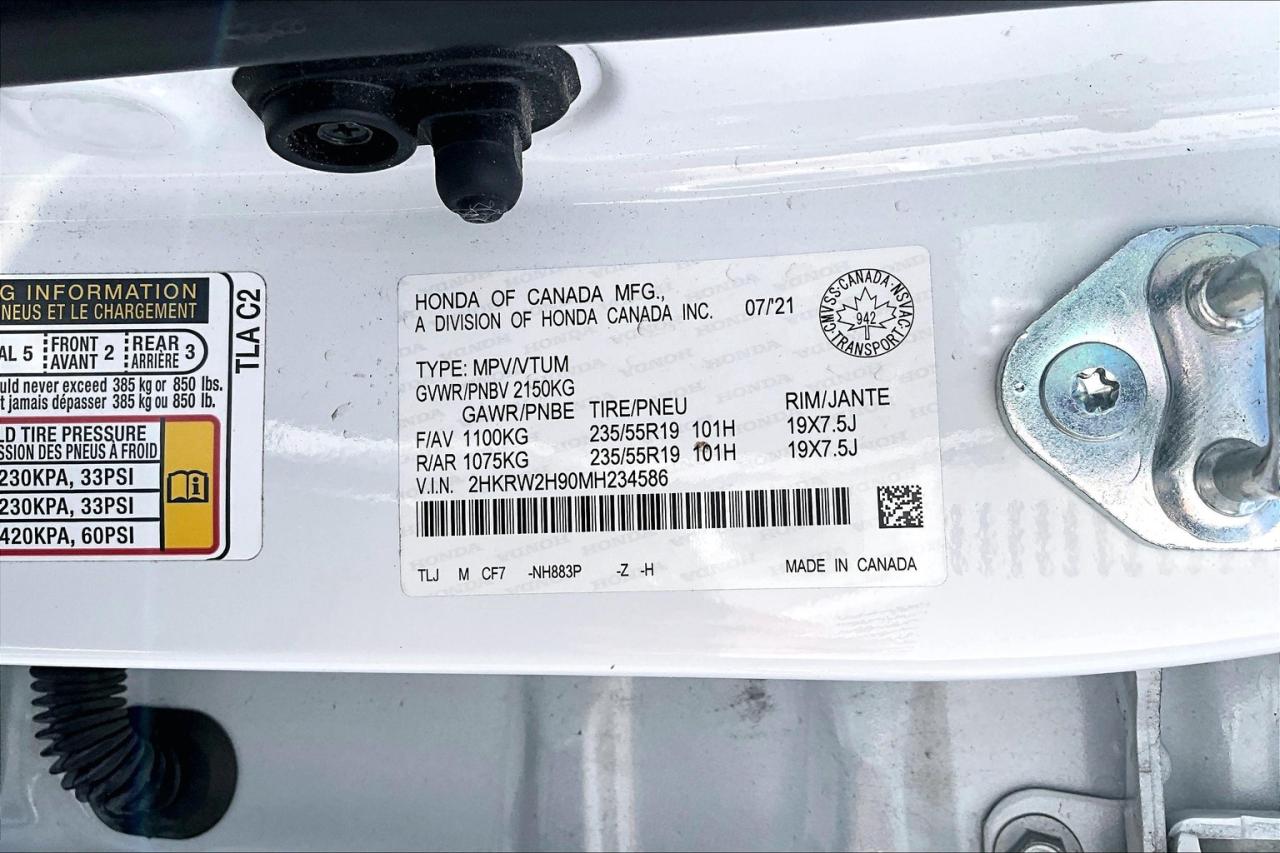 G INFORMATION
NEUS ET LE CHARGEMENT
TLA C2
AL 5 FRONT AVANT 2 REAR ARRIÈRE 3
uld never exceed 385 kg or 850 lbs.
t jamais dépasser 385 kg ou 850 lb.
LD TIRE PRESSURE
SSION DES PNEUS À FROID
230KPA, 33PSI
230KPA, 33PSI
420KPA, 60PSI
HONDA OF CANADA MFG.,
A DIVISION OF HONDA CANADA INC. 07/'21
CMVSS·CANADA·NSVAC·TRANSPORT·
942
TYPE: MPV/VTUM
GVWR/PNBV 2150KG
GAWR/PNBE TIRE/PNEU RIM/JANTE
F/AV 1100KG 235/55R19 101H 19X7.5J
R/AR 1075KG 235/55R19 101H 19X7.5J
V.I.N. 2HKRW2H90MH234586
TLJ M CF7 -NH883P -Z -H MADE IN CANADA